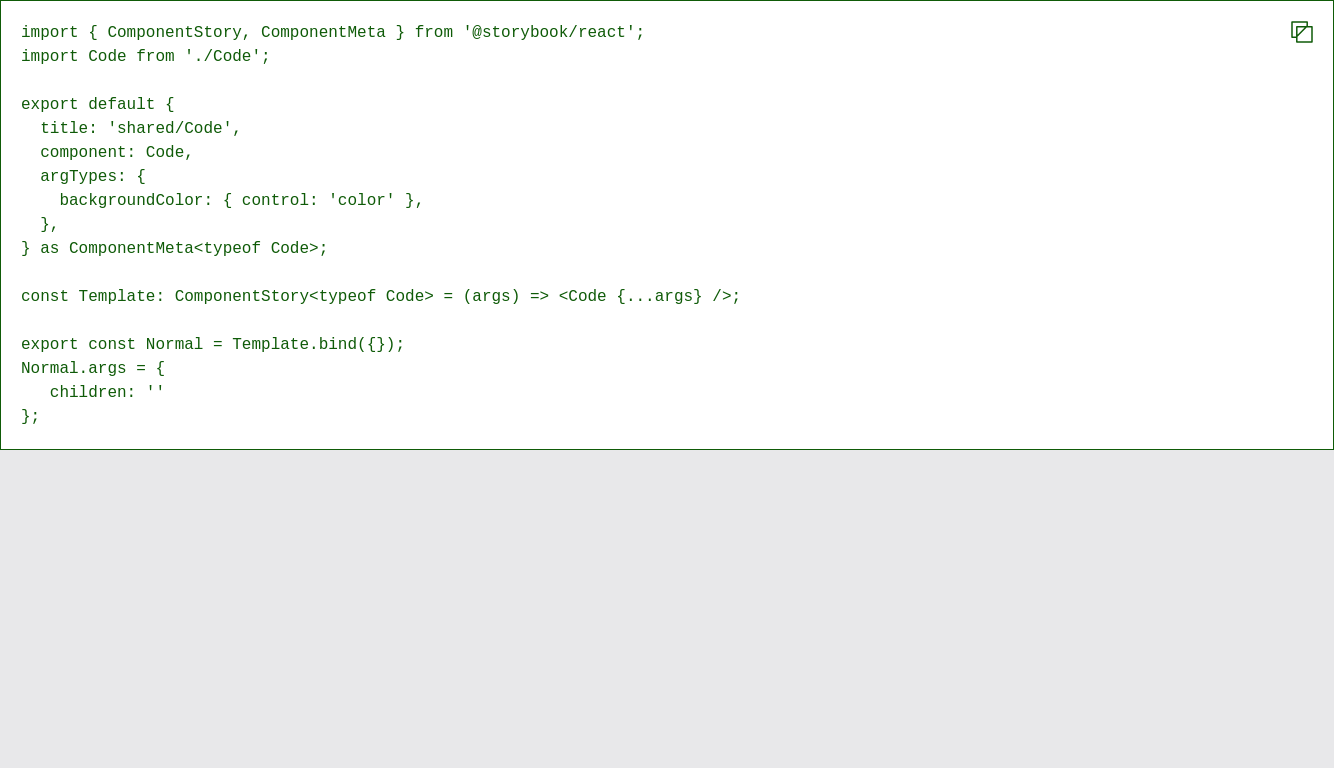 import { ComponentStory, ComponentMeta } from '@storybook/react';
import Code from './Code';

export default {
  title: 'shared/Code',
  component: Code,
  argTypes: {
    backgroundColor: { control: 'color' },
  },
} as ComponentMeta<typeof Code>;

const Template: ComponentStory<typeof Code> = (args) => <Code {...args} />;

export const Normal = Template.bind({});
Normal.args = {
   children: ''
};